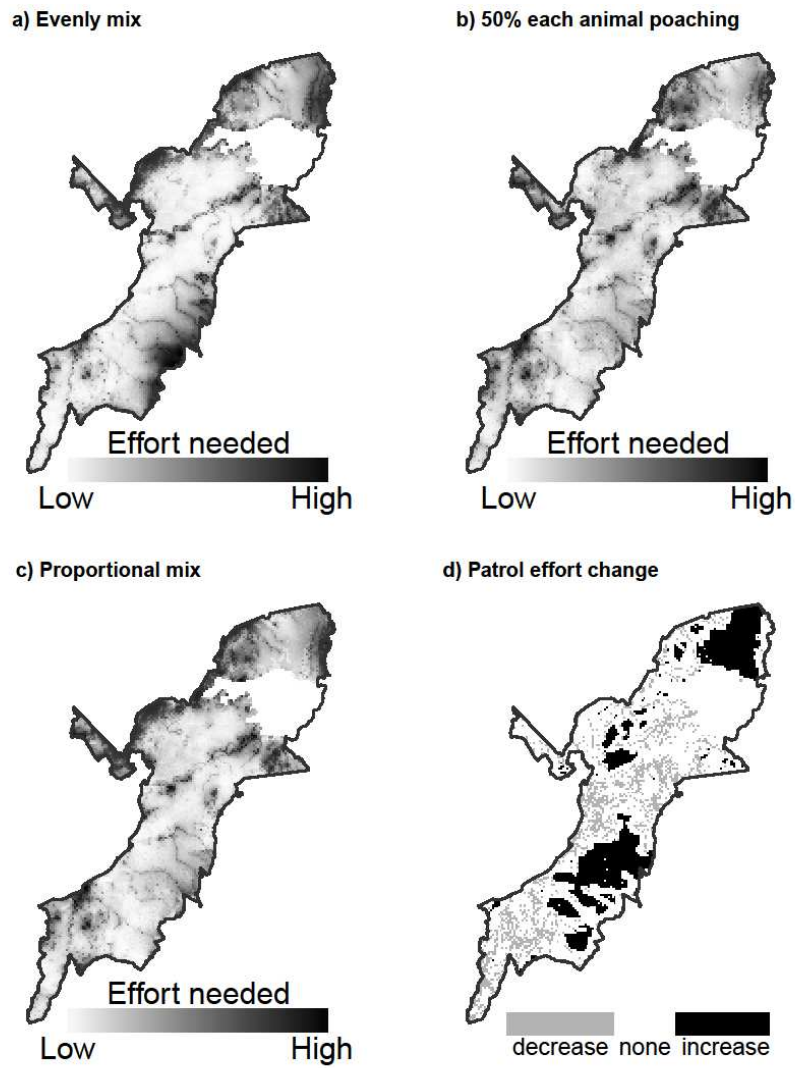 a) Evenly mix
b) 50% each animal poaching
Effort needed
Low High
Effort needed
Low High
c) Proportional mix
d) Patrol effort change
Effort needed
Low High
decrease none increase